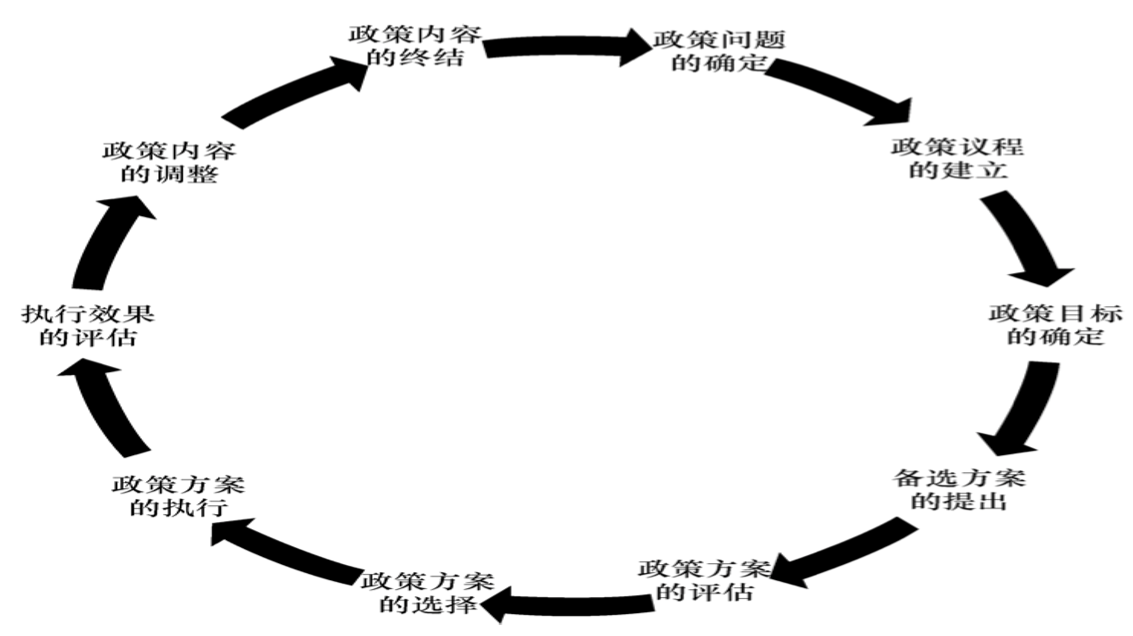 政策内容
的终结
政策问题
的确定
政策议程
的建立
政策目标
的确定
备选方案
的提出
政策方案
的评估
政策方案
的选择
政策方案
的执行
执行效果
的评估
政策内容
的调整